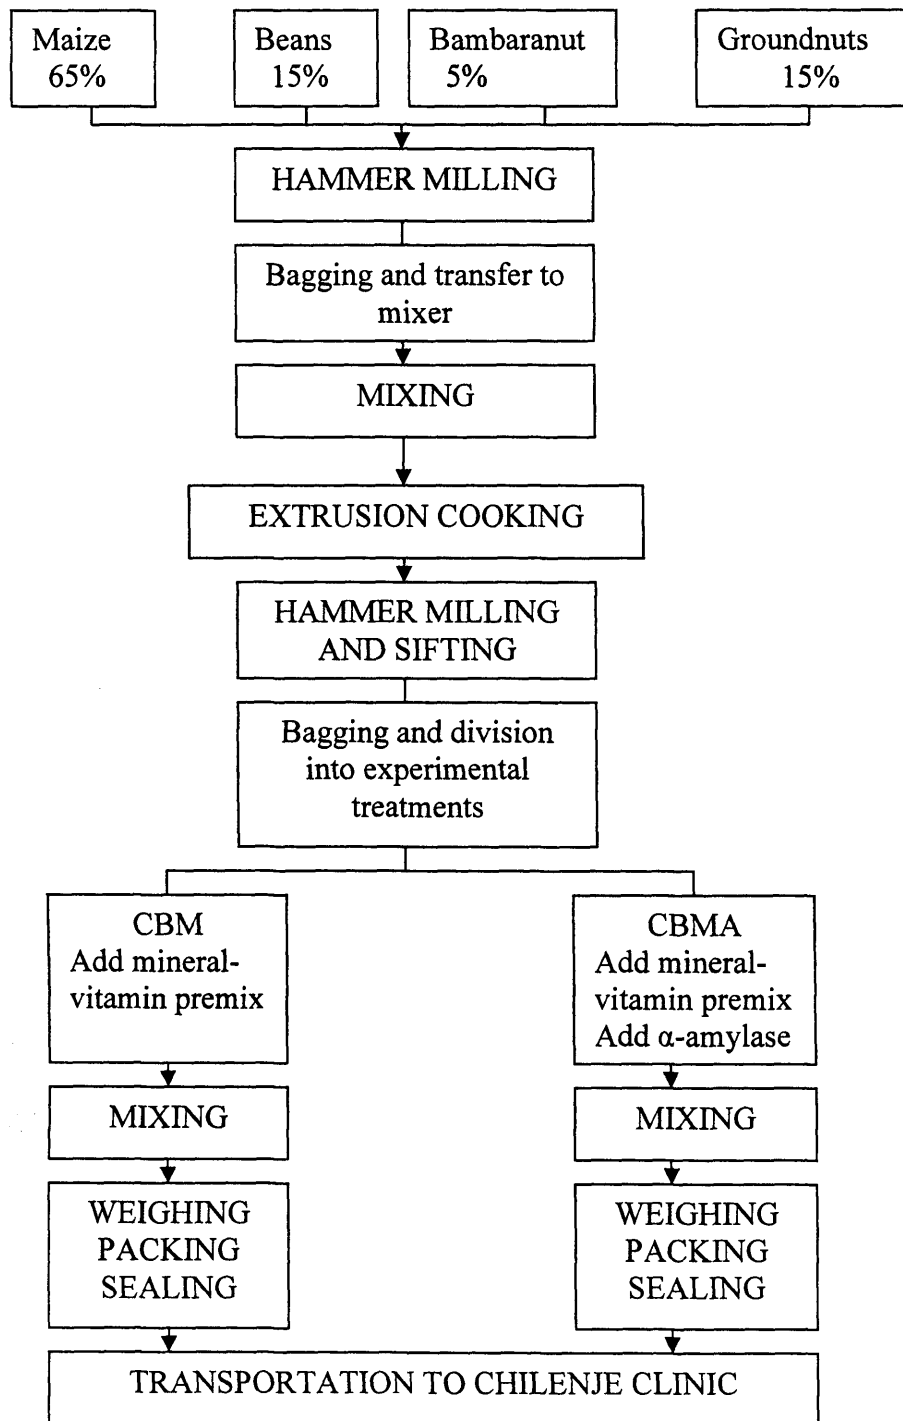 Maize
65%
Beans
15%
Bambaranut
5%
Groundnuts
15%
HAMMER MILLING
Bagging and transfer to
mixer
MIXING
EXTRUSION COOKING
HAMMER MILLING
AND SIFTING
Bagging and division
into experimental
treatments
CBM
Add mineral-
vitamin premix
CBMA
Add mineral-
vitamin premix
Add α-amylase
MIXING
MIXING
WEIGHING
PACKING
SEALING
WEIGHING
PACKING
SEALING
TRANSPORTATION TO CHILENJE CLINIC